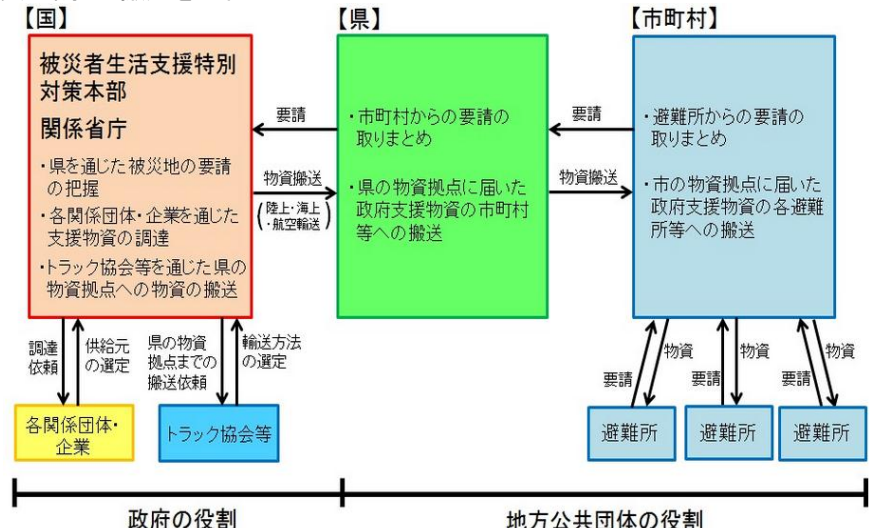 【国】
被災者生活支援特別
対策本部
関係省庁
・県を通じた被災地の要請
の把握
・各関係団体・企業を通じた
支援物資の調達
・トラック協会等を通じた県の
物資拠点への物資の搬送
要請
物資搬送
(陸上・海上
・航空輸送)
【県】
・市町村からの要請の
取りまとめ
・県の物資拠点に届いた
政府支援物資の市町村
等への搬送
要請
物資搬送
【市町村】
・避難所からの要請の
取りまとめ
・市の物資拠点に届いた
政府支援物資の各避難
所等への搬送
調達
依頼
供給元
の選定
県の物資
拠点までの
搬送依頼
輸送方法
の選定
各関係団体・
企業
トラック協会等
要請
物資
要請
物資
要請
物資
避難所
避難所
避難所
政府の役割
地方公共団体の役割